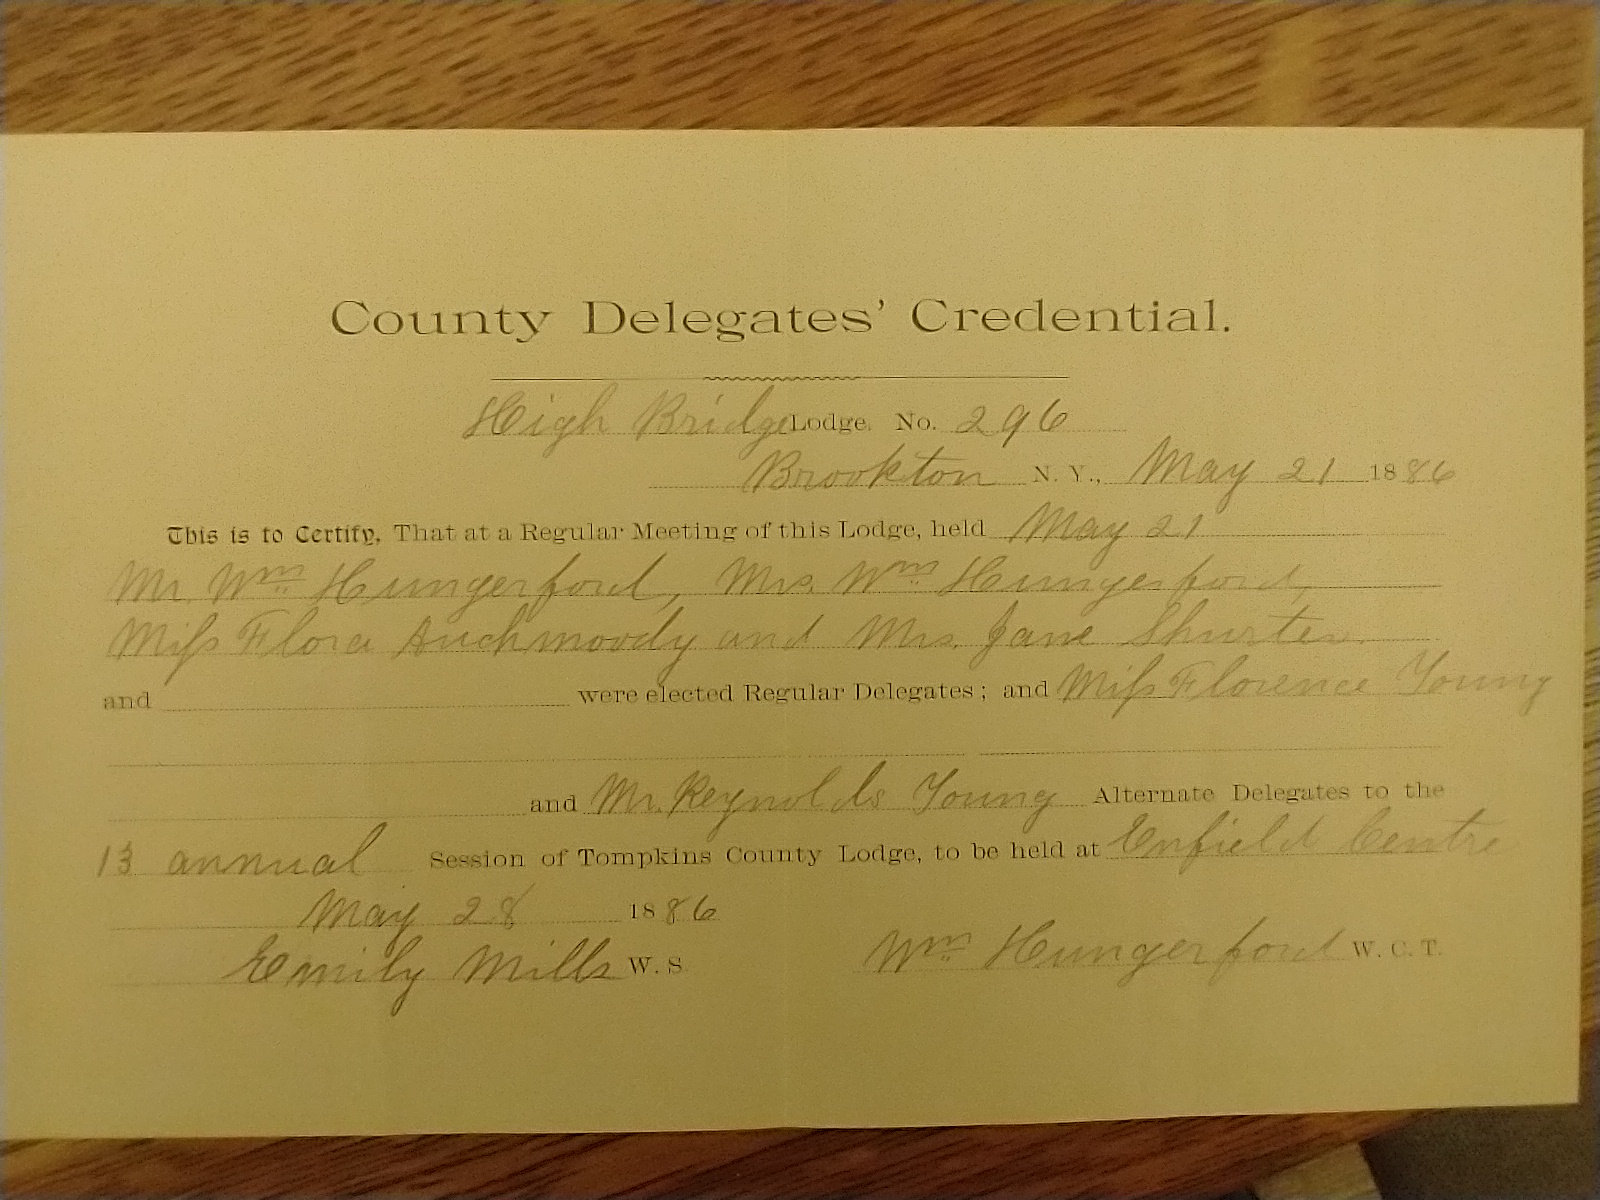 County Delegates' Credential.
High Bridge Lodge, No. 296
Brookton N. Y., May 21 1886
This is to Certify, That at a Regular Meeting of this Lodge, held May 21
Mr. Wm Hungerford, Mrs. Wm Hungerford,
Miss Flora Auchmoody and Mrs. Jane Shurter
and were elected Regular Delegates; and Miss Florence Young
and Mr. Reynolds Young Alternate Delegates to the
13 annual Session of Tompkins County Lodge, to be held at Enfield Centre
May 28 1886
Emily Mills W. S. Wm Hungerford W. C. T.